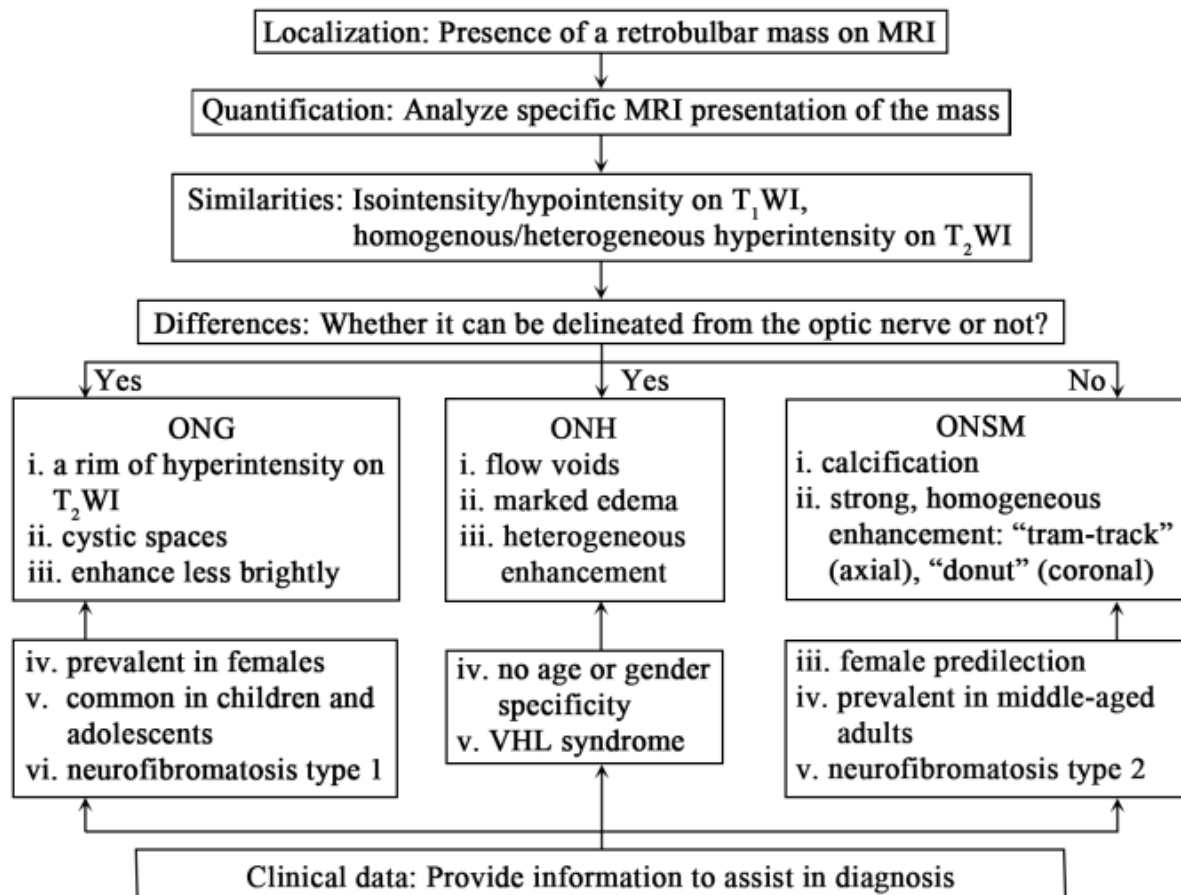 Localization: Presence of a retrobulbar mass on MRI
Quantification: Analyze specific MRI presentation of the mass
Similarities: Isointensity/hypointensity on T₁WI,
homogenous/heterogeneous hyperintensity on T₂WI
Differences: Whether it can be delineated from the optic nerve or not?
Yes
Yes
No
ONG
i. a rim of hyperintensity on
T₂WI
ii. cystic spaces
iii. enhance less brightly
ONH
i. flow voids
ii. marked edema
iii. heterogeneous
enhancement
ONSM
i. calcification
ii. strong, homogeneous
enhancement: “tram-track”
(axial), “donut” (coronal)
iv. prevalent in females
v. common in children and
adolescents
vi. neurofibromatosis type 1
iv. no age or gender
specificity
v. VHL syndrome
iii. female predilection
iv. prevalent in middle-aged
adults
v. neurofibromatosis type 2
Clinical data: Provide information to assist in diagnosis